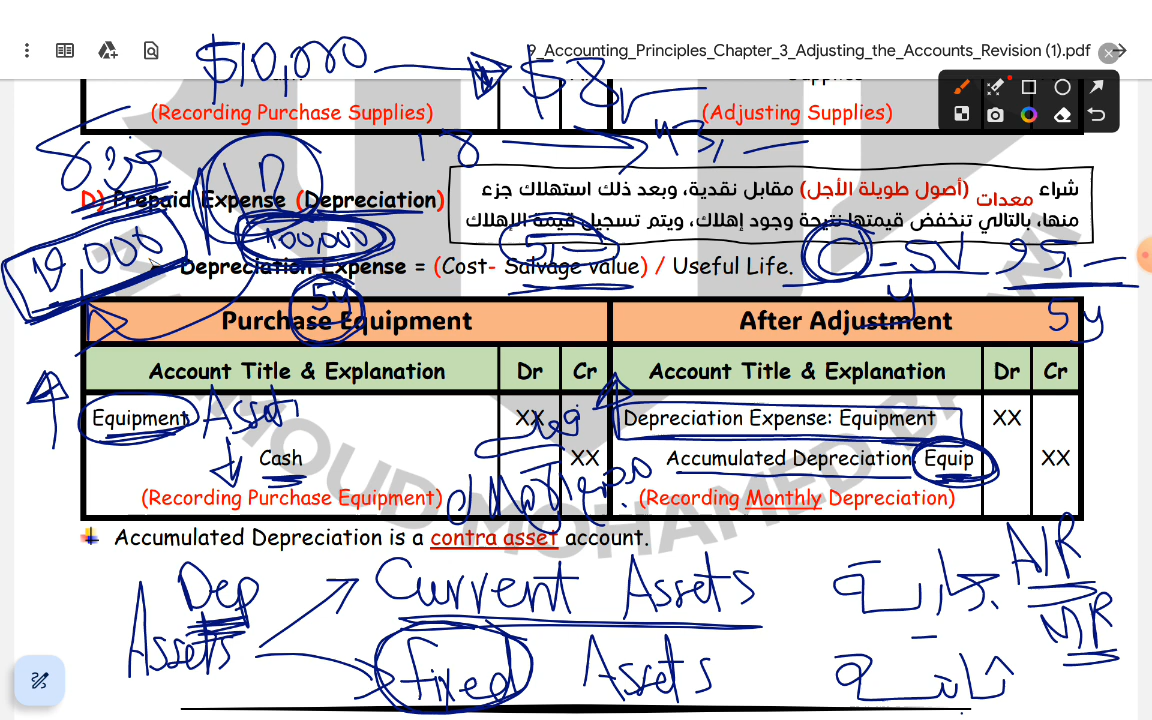 9_Accounting_Principles_Chapter_3_Adjusting_the_Accounts_Revision (1).pdf
$10,000 $8
(Recording Purchase Supplies) (Adjusting Supplies)
D) Prepaid Expense (Depreciation)
شراء معدات (أصول طويلة الأجل) مقابل نقدية، وبعد ذلك استهلاك جزء
منها، بالتالي تنخفض قيمتها نتيجة وجود إهلاك، ويتم تسجيل قيمة الإهلاك
100,000
Depreciation Expense = (Cost- Salvage value) / Useful Life.
C - SV
y
95,-
5y
5y
Purchase Equipment After Adjustment
Account Title & Explanation Dr Cr Account Title & Explanation Dr Cr
Equipment Asset XX Depreciation Expense: Equipment XX
Cash XX Accumulated Depreciation: Equip XX
(Recording Purchase Equipment) (Recording Monthly Depreciation)
Accumulated Depreciation is a contra asset account.
Dep
Assets
Current Assets
A/R
Fixed Assets ثابتة